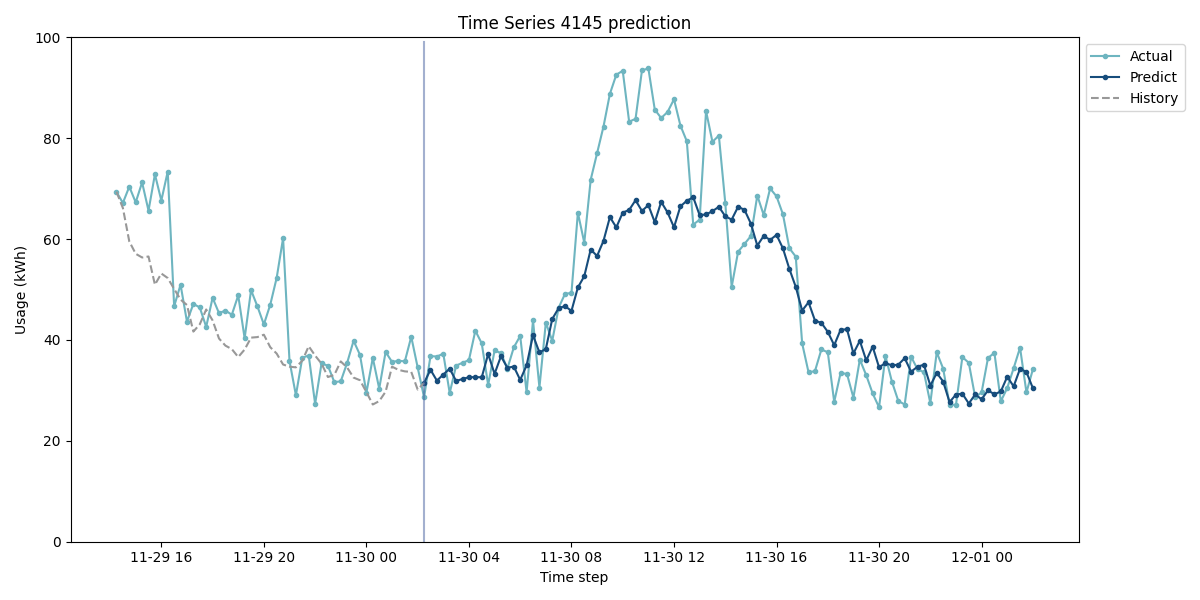 Time Series 4145 prediction
100
80
60
40
20
0
Usage (kWh)
11-29 16
11-29 20
11-30 00
11-30 04
11-30 08
11-30 12
11-30 16
11-30 20
12-01 00
Time step
Actual
Predict
History